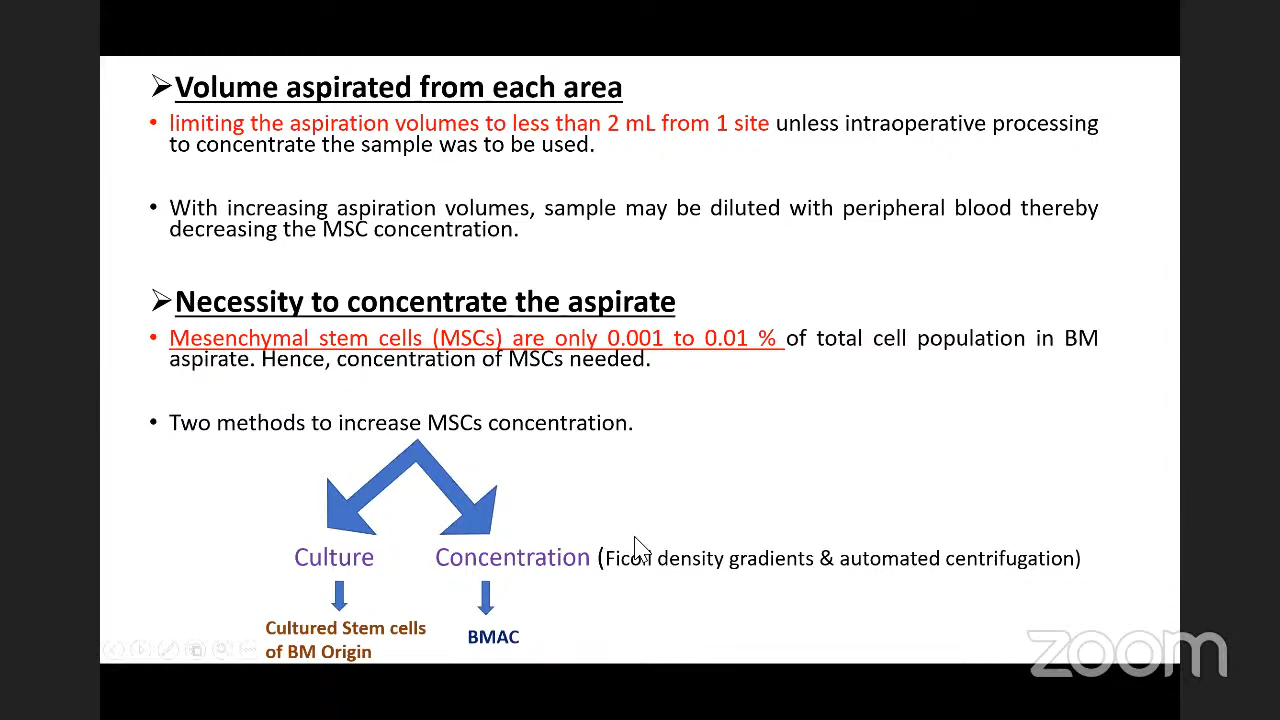 Volume aspirated from each area
limiting the aspiration volumes to less than 2 mL from 1 site unless intraoperative processing
to concentrate the sample was to be used.
With increasing aspiration volumes, sample may be diluted with peripheral blood thereby
decreasing the MSC concentration.
Necessity to concentrate the aspirate
Mesenchymal stem cells (MSCs) are only 0.001 to 0.01 % of total cell population in BM
aspirate. Hence, concentration of MSCs needed.
Two methods to increase MSCs concentration.
Culture Concentration (density gradients & automated centrifugation)
Cultured Stem cells
of BM Origin
BMAC
zoom